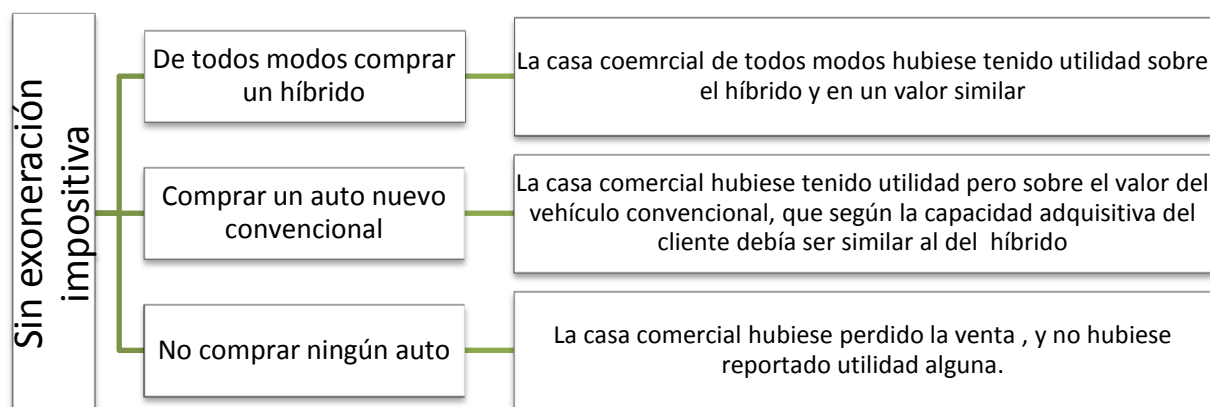 Sin exoneración
impositiva
De todos modos comprar
un híbrido
La casa coemrcial de todos modos hubiese tenido utilidad sobre
el híbrido y en un valor similar
Comprar un auto nuevo
convencional
La casa comercial hubiese tenido utilidad pero sobre el valor del
vehículo convencional, que según la capacidad adquisitiva del
cliente debía ser similar al del híbrido
No comprar ningún auto
La casa comercial hubiese perdido la venta , y no hubiese
reportado utilidad alguna.